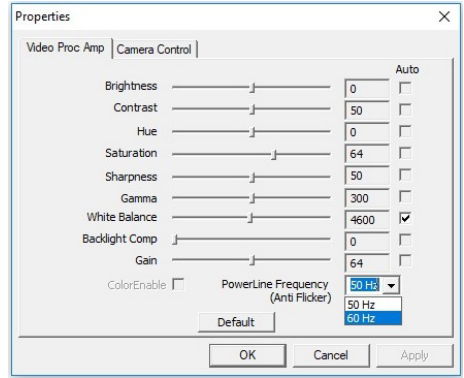 Properties
Video Proc Amp Camera Control
Auto
Brightness 0
Contrast 50
Hue 0
Saturation 64
Sharpness 50
Gamma 300
White Balance 4600
Backlight Comp 0
Gain 64
ColorEnable PowerLine Frequency 50 Hz
(Anti Flicker)
50 Hz
60 Hz
Default
OK Cancel Apply